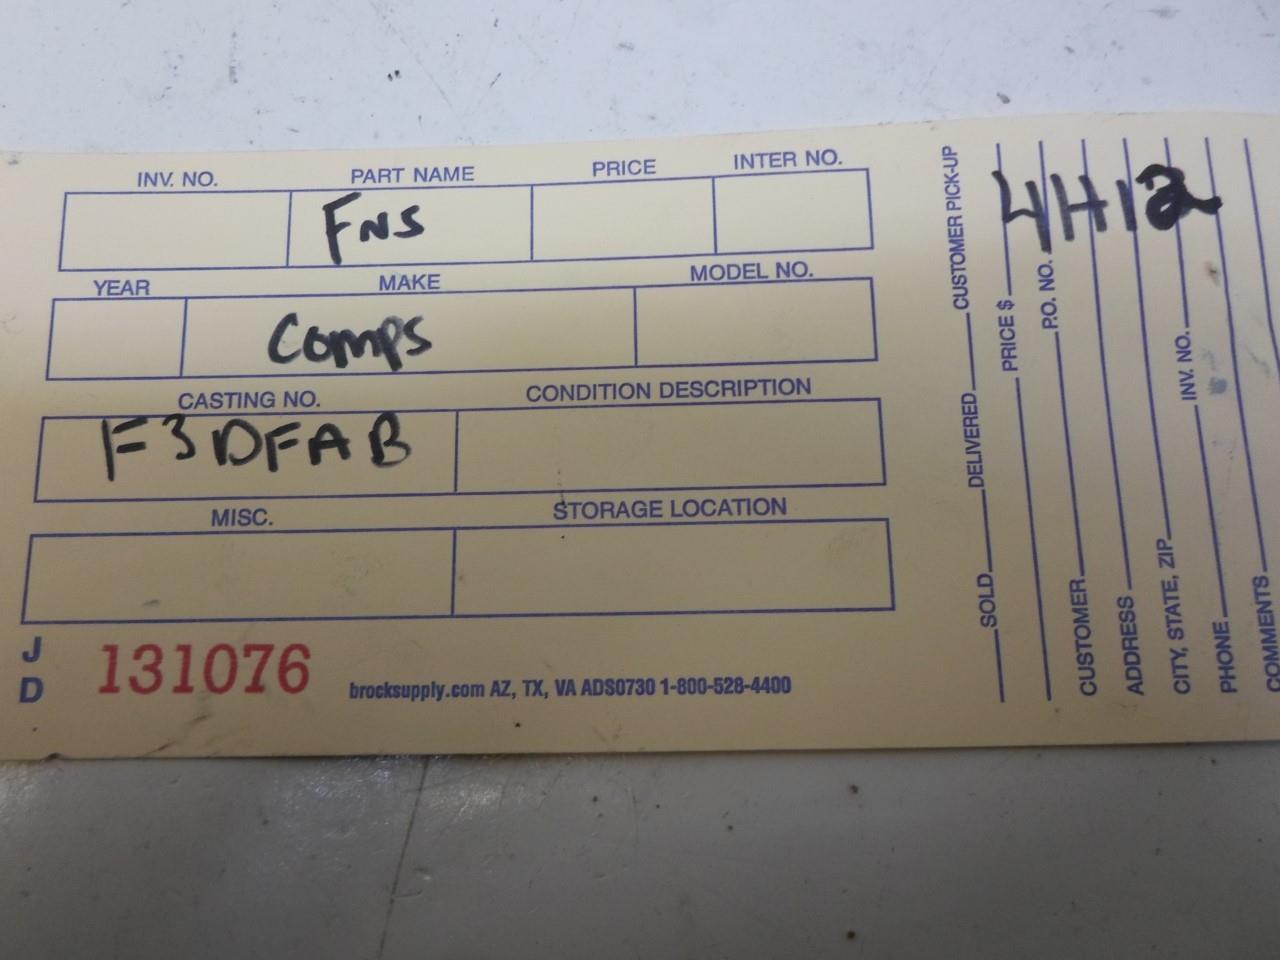 INV. NO. PART NAME PRICE INTER NO.
FNS
YEAR MAKE MODEL NO.
Comps
CASTING NO. CONDITION DESCRIPTION
F3DFAB
MISC. STORAGE LOCATION
J D
131076
brocksupply.com AZ, TX, VA ADS0730 1-800-528-4400
4H12
SOLD DELIVERED CUSTOMER PICK-UP
PRICE $
P.O. NO.
CUSTOMER
ADDRESS
CITY, STATE, ZIP
INV. NO.
PHONE
COMMENTS